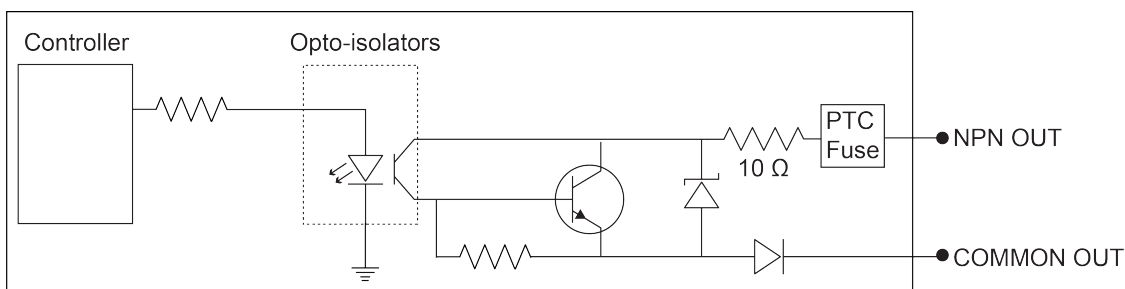 Controller
Opto-isolators
PTC
Fuse
NPN OUT
10 Ω
COMMON OUT